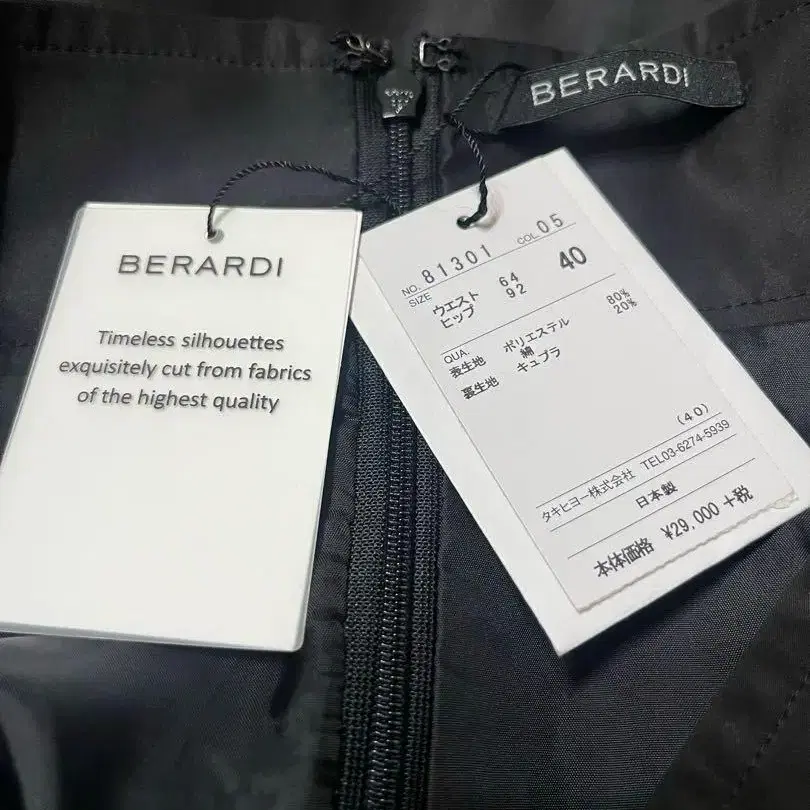 BERARDI
BERARDI
Timeless silhouettes
exquisitely cut from fabrics
of the highest quality
NO. 81301 COL 05
SIZE 40
ウエスト 64
ヒップ 92
QUA.
表生地 ポリエステル 80%
綿 20%
裏生地 キュプラ
(40)
タキヒヨー株式会社 TEL03-6274-5939
日本製
本体価格 ¥29,000 +税